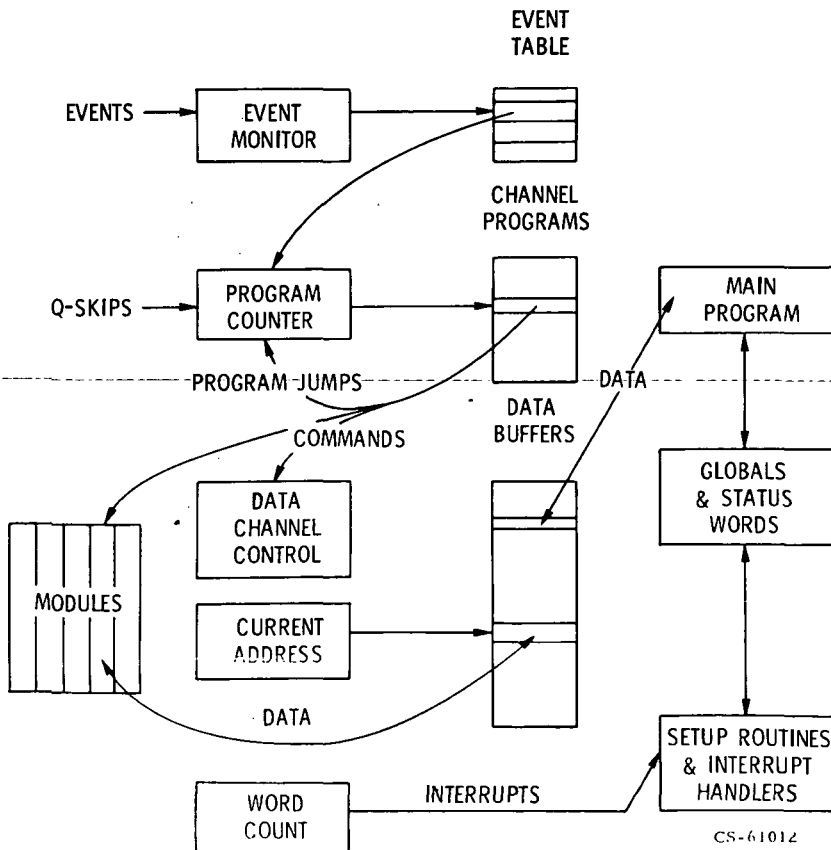 EVENT
TABLE
EVENTS
EVENT
MONITOR
CHANNEL
PROGRAMS
Q-SKIPS
PROGRAM
COUNTER
MAIN
PROGRAM
PROGRAM JUMPS
DATA
COMMANDS
DATA
BUFFERS
DATA
CHANNEL
CONTROL
GLOBALS
& STATUS
WORDS
MODULES
CURRENT
ADDRESS
DATA
SETUP ROUTINES
& INTERRUPT
HANDLERS
INTERRUPTS
WORD
COUNT
CS-61012